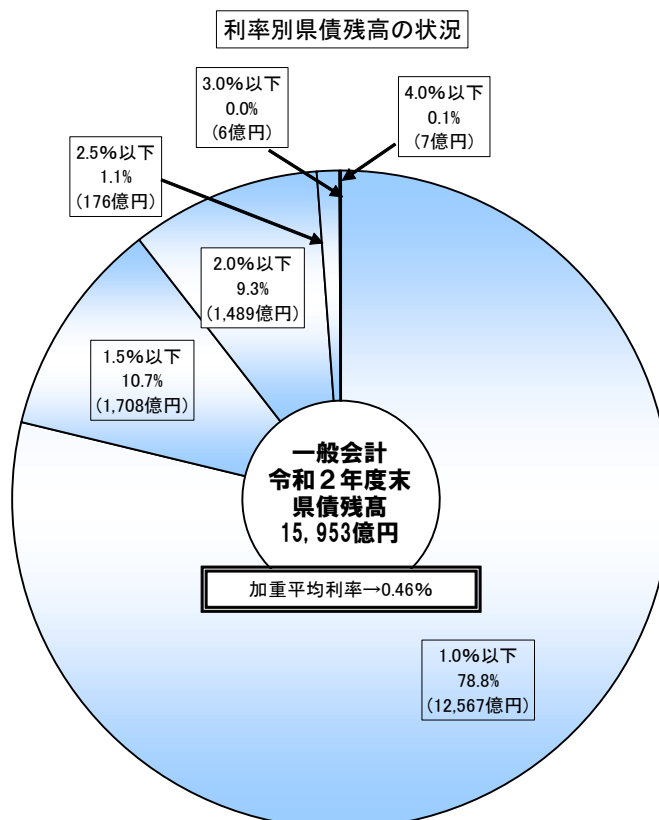 利率別県債残高の状況
3.0%以下
0.0%
(6億円)
4.0%以下
0.1%
(7億円)
2.5%以下
1.1%
(176億円)
2.0%以下
9.3%
(1,489億円)
1.5%以下
10.7%
(1,708億円)
一般会計
令和2年度末
県債残髙
15,953億円
加重平均利率→0.46%
1.0%以下
78.8%
(12,567億円)